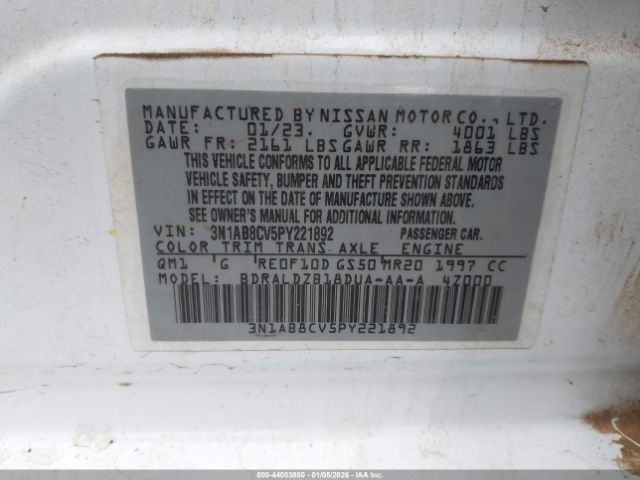 MANUFACTURED BY NISSAN MOTOR CO., LTD.
DATE: 01/23. GVWR: 4001 LBS
GAWR FR: 2161 LBS GAWR RR: 1863 LBS
THIS VEHICLE CONFORMS TO ALL APPLICABLE FEDERAL MOTOR
VEHICLE SAFETY, BUMPER AND THEFT PREVENTION STANDARDS
IN EFFECT ON THE DATE OF MANUFACTURE SHOWN ABOVE.
SEE OWNER'S MANUAL FOR ADDITIONAL INFORMATION.
VIN: 3N1AB8CV5PY221892 PASSENGER CAR.
COLOR TRIM TRANS AXLE ENGINE
QM1 G RE0F10D GS50 MR20 1997 CC
MODEL: BDRALDZB18DUA-AA-A 4Z000
3N1AB8CV5PY221892
000-44053850 | 01/05/2026 - IAA Inc.